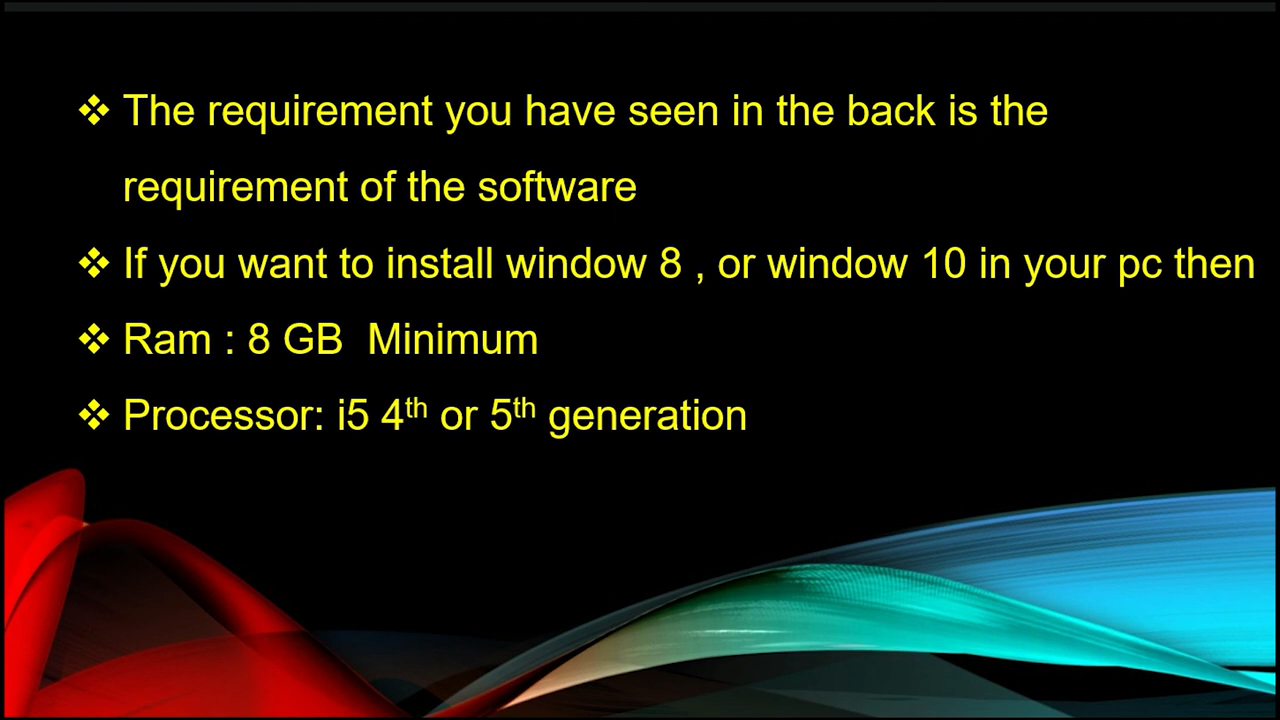 ❖ The requirement you have seen in the back is the
requirement of the software
❖ If you want to install window 8 , or window 10 in your pc then
❖ Ram : 8 GB  Minimum
❖ Processor: i5 4th or 5th generation